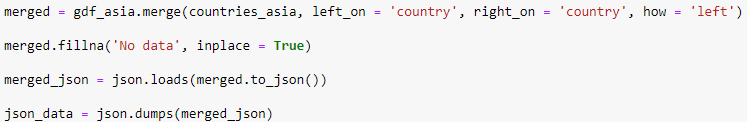 merged = gdf_asia.merge(countries_asia, left_on = 'country', right_on = 'country', how = 'left')
merged.fillna('No data', inplace = True)
merged_json = json.loads(merged.to_json())
json_data = json.dumps(merged_json)